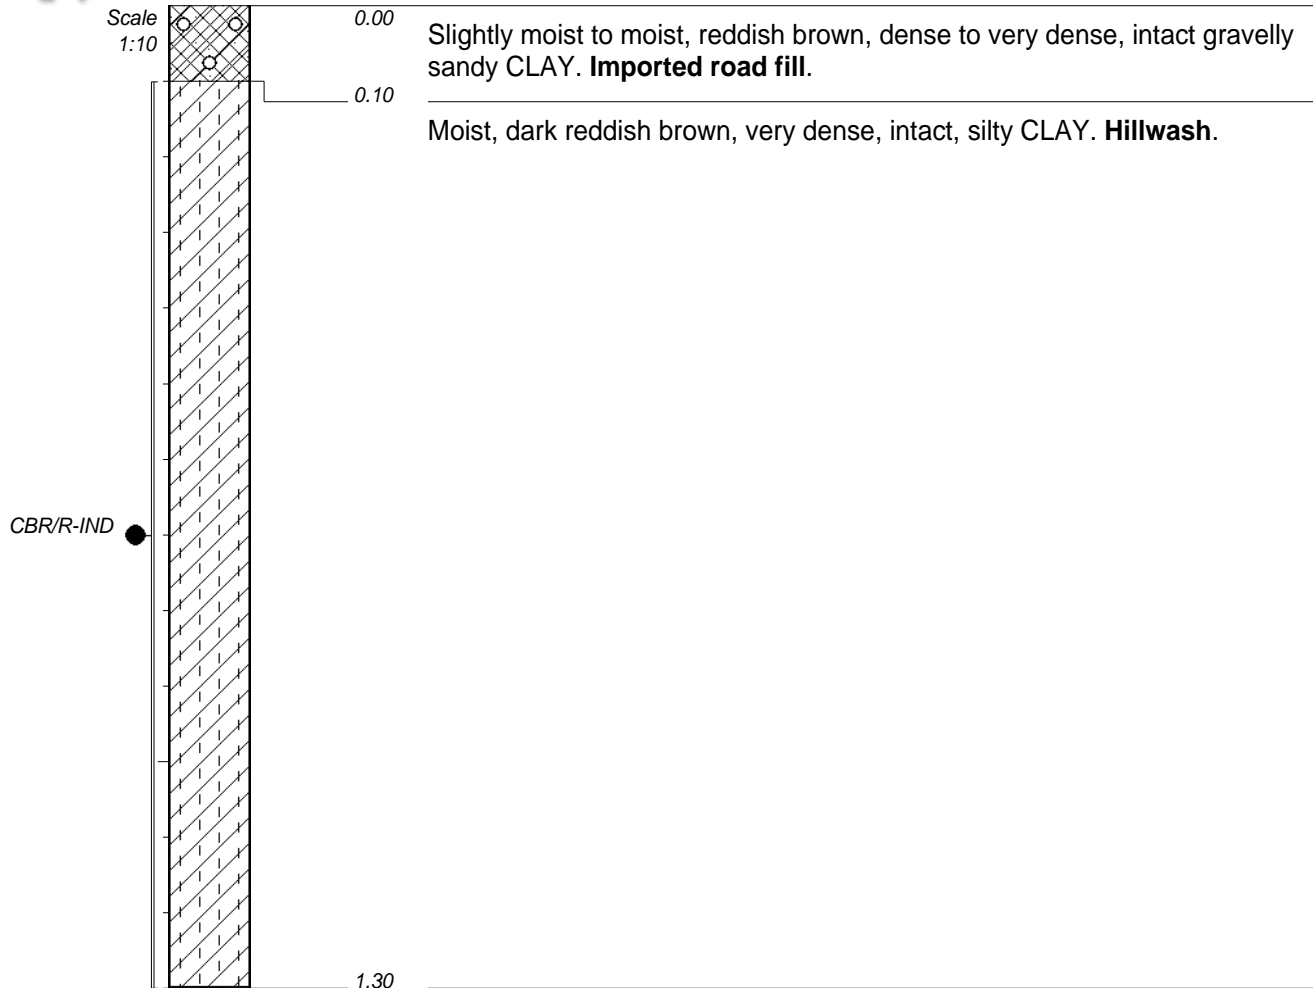 Scale
1:10
0.00
Slightly moist to moist, reddish brown, dense to very dense, intact gravelly
sandy CLAY. Imported road fill.
0.10
Moist, dark reddish brown, very dense, intact, silty CLAY. Hillwash.
CBR/R-IND
1.30